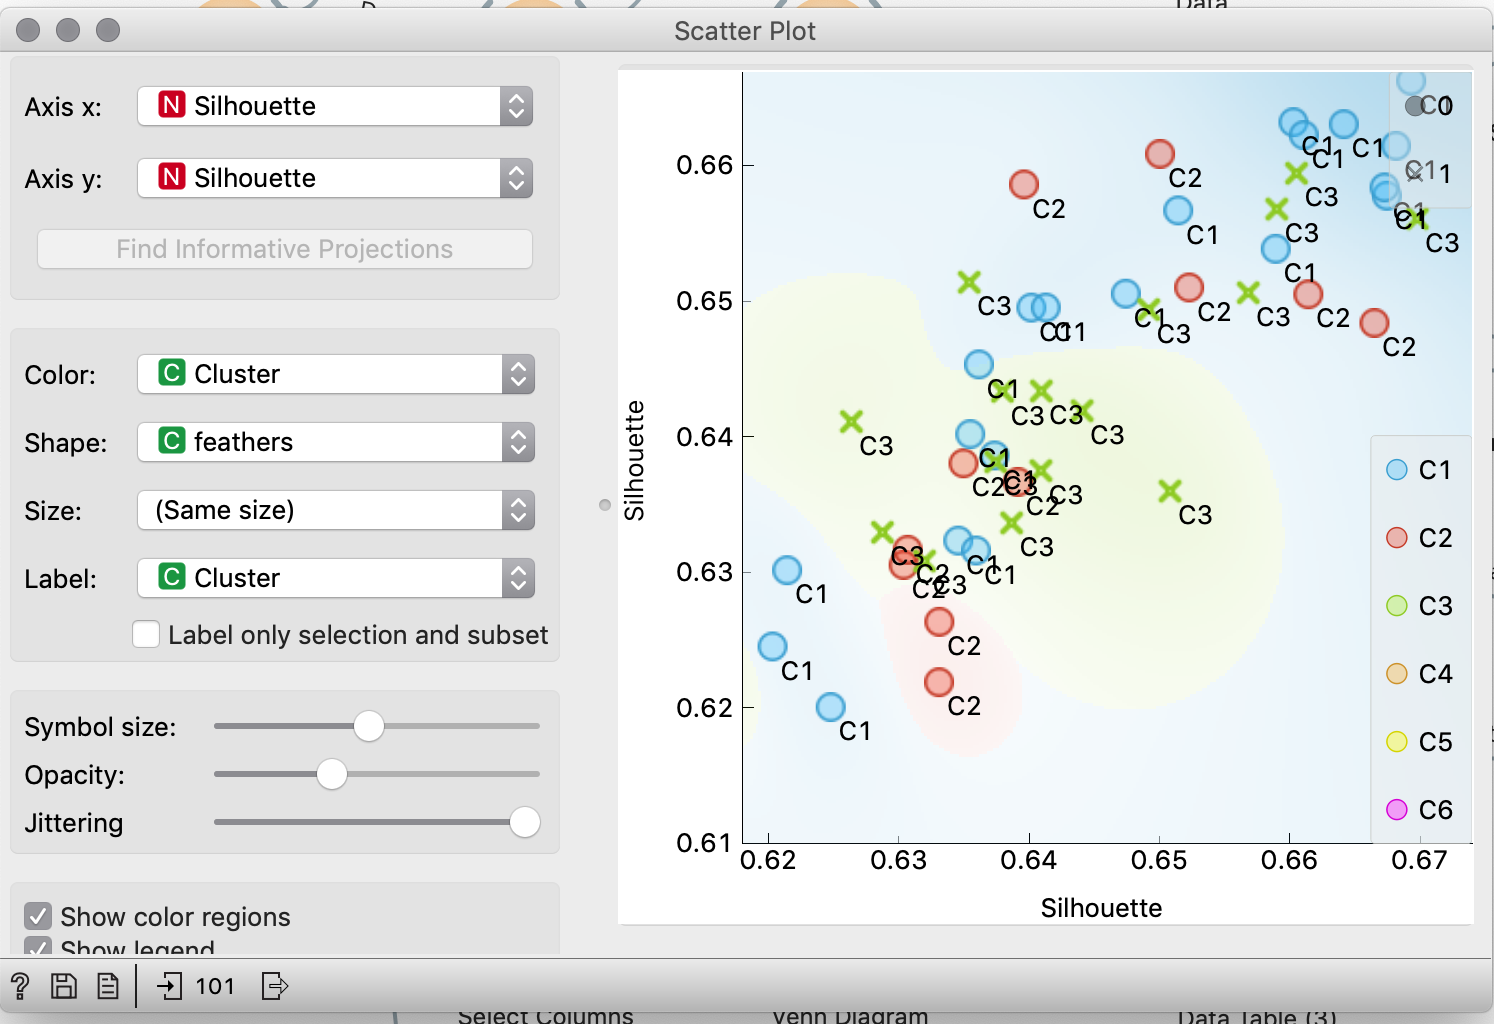 Data
Scatter Plot
Axis x:
N Silhouette
Axis y:
N Silhouette
Find Informative Projections
Color:
C Cluster
Shape:
C feathers
Size:
(Same size)
Label:
C Cluster
Label only selection and subset
Symbol size:
Opacity:
Jittering
Show color regions
Show legend
? 101
Silhouette
0.66
0.65
0.64
0.63
0.62
0.61
0.62 0.63 0.64 0.65 0.66 0.67
Silhouette
0
1
C1 C1 C1
C2 C3
C2 C3 C1
C1 C3 C3
C1
C3 C1 C1 C1 C3 C2 C3 C2
C2
C1
C3 C3 C3
C3
C1
C2 C3 C1 C2 C3
C3
C3
C3 C2 C1 C1
C2 C3
C1
C2
C1
C2
C1
C1
C2
C3
C4
C5
C6
Select Columns
Venn Diagram
Data Table (3)